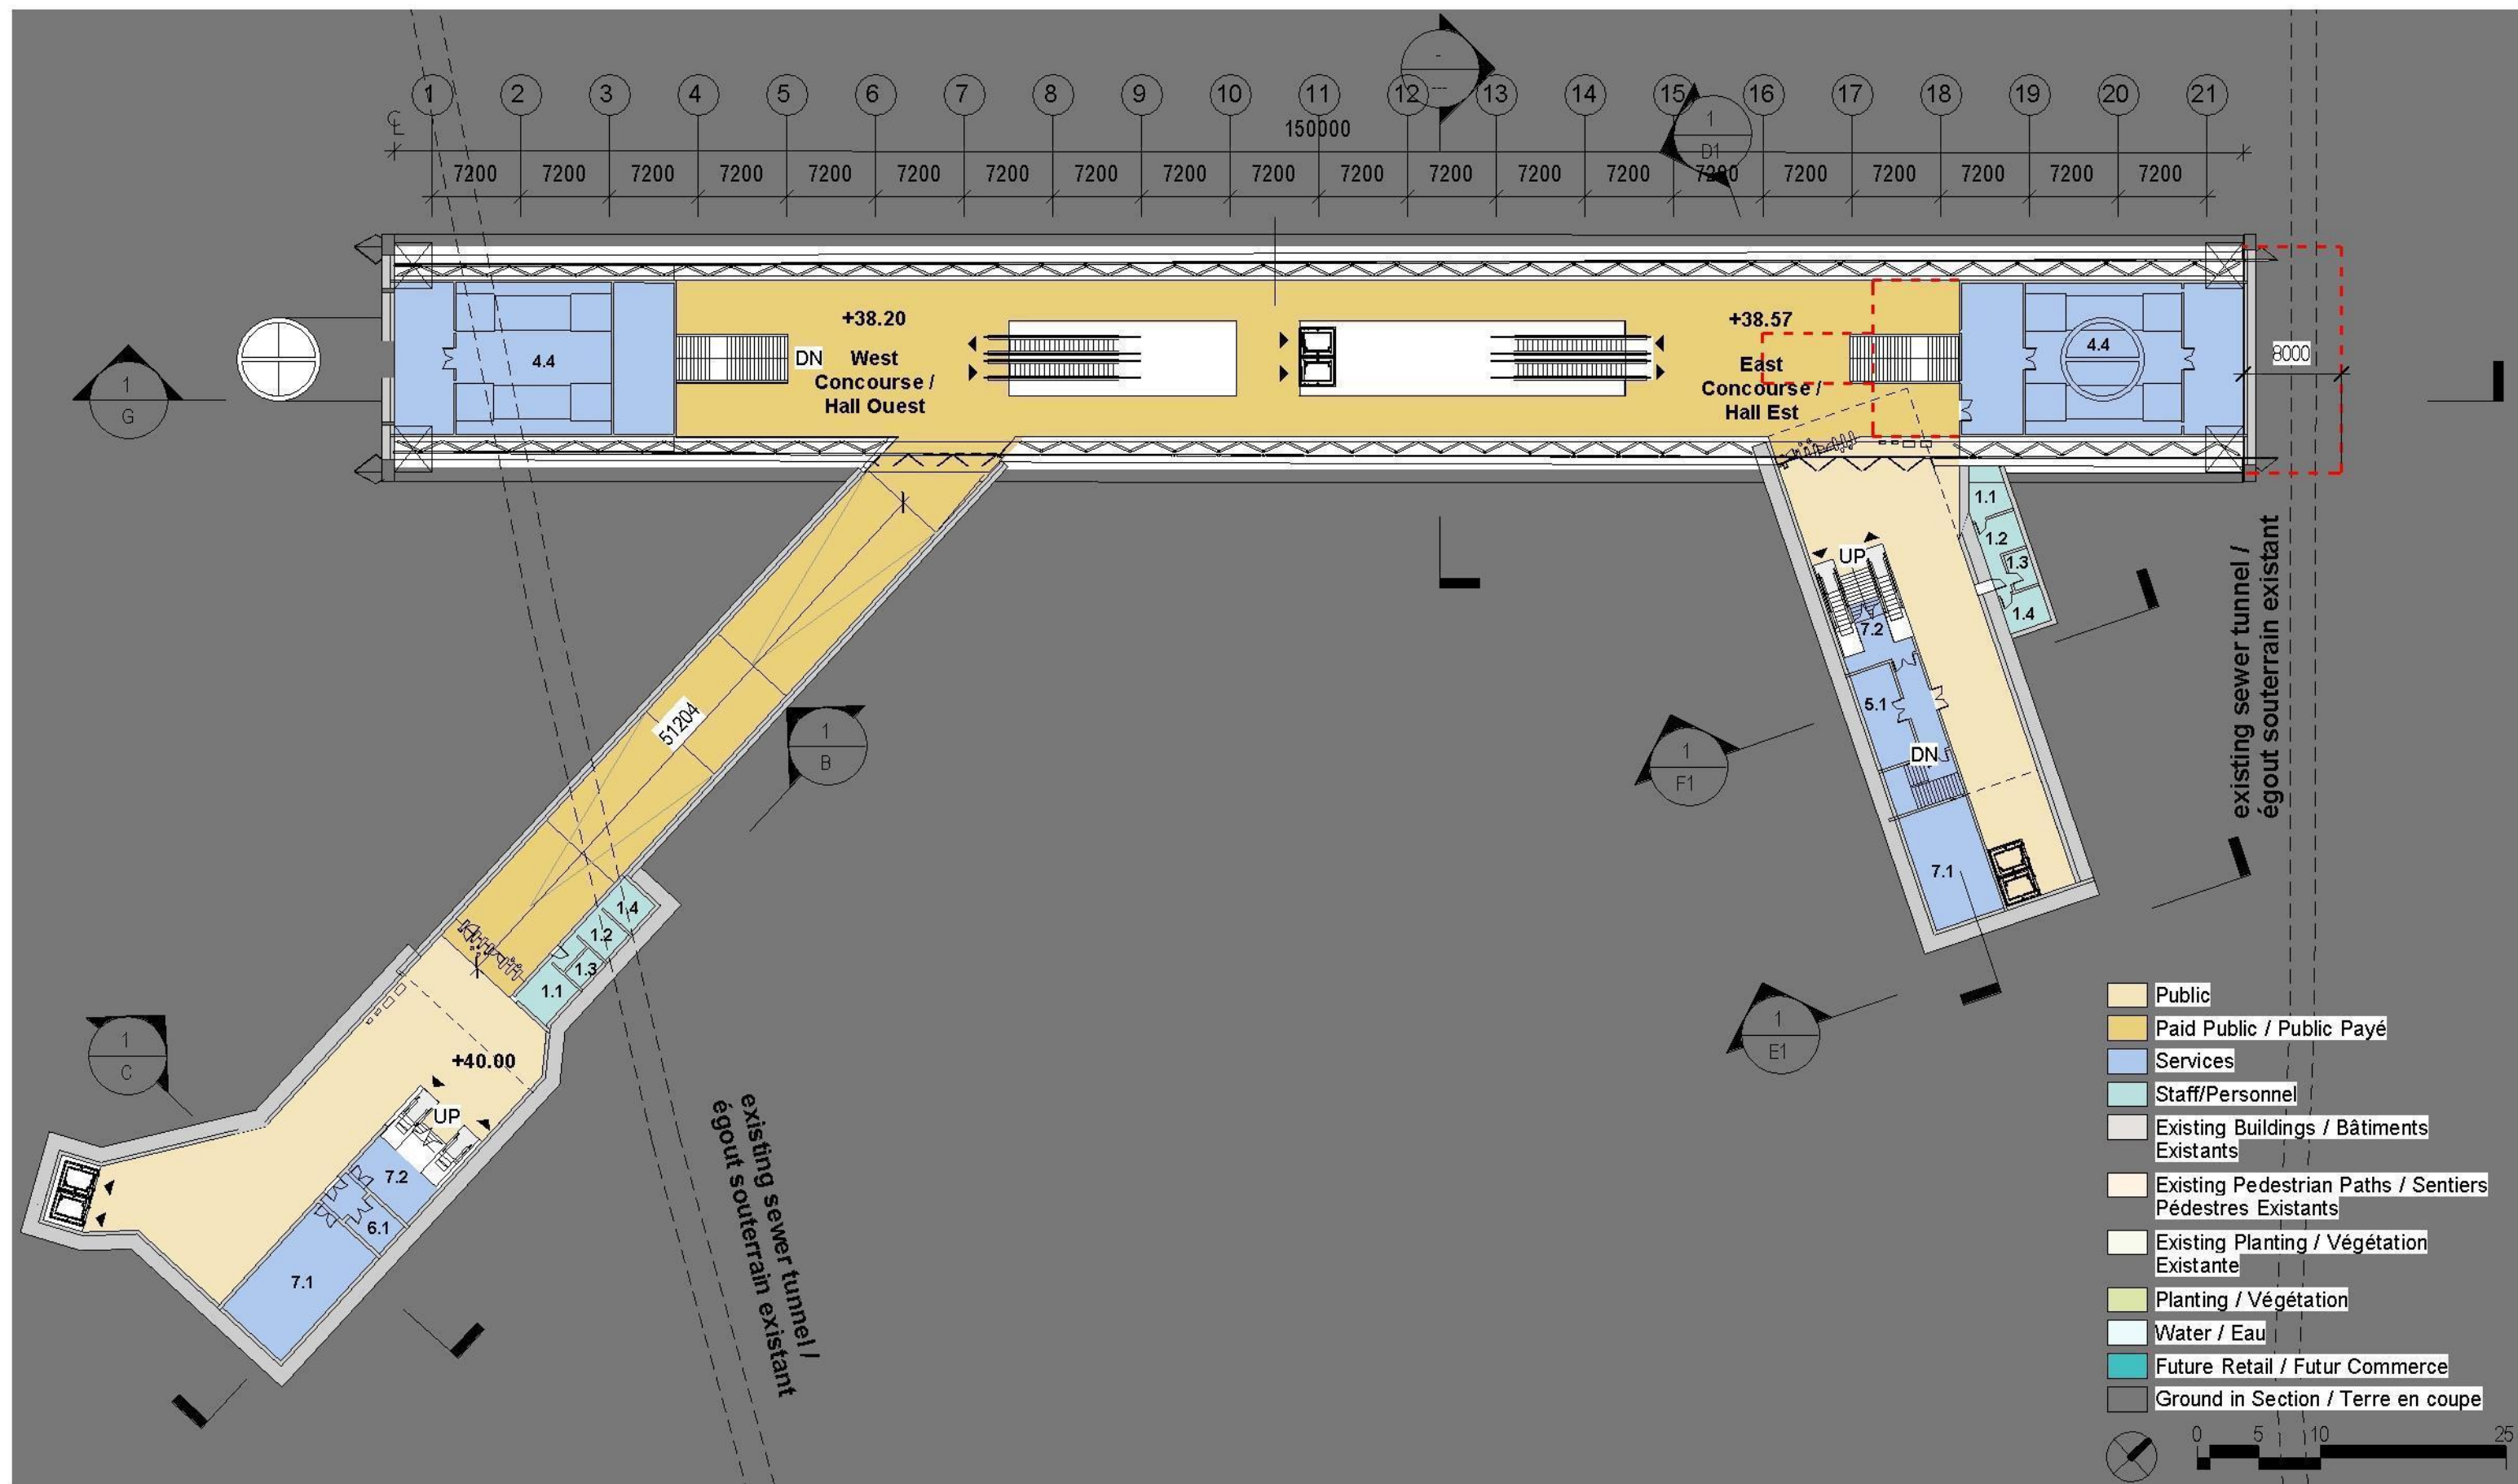 1 2 3 4 5 6 7 8 9 10 11 12 13 14 15 16 17 18 19 20 21
-
---
1
D1
150000
7200 7200 7200 7200 7200 7200 7200 7200 7200 7200 7200 7200 7200 7200 7200 7200 7200 7200 7200 7200
+38.20
West
Concourse /
Hall Ouest
DN
4.4
+38.57
East
Concourse /
Hall Est
4.4
8000
1
G
1.1
1.2
1.3
1.4
UP
7.2
5.1
DN
7.1
existing sewer tunnel /
égout souterrain existant
51204
1
B
1
F1
1
E1
1.4
1.2
1.3
1.1
1
C
+40.00
UP
7.2
6.1
7.1
existing sewer tunnel /
égout souterrain existant
Public
Paid Public / Public Payé
Services
Staff/Personnel
Existing Buildings / Bâtiments
Existants
Existing Pedestrian Paths / Sentiers
Pédestres Existants
Existing Planting / Végétation
Existante
Planting / Végétation
Water / Eau
Future Retail / Futur Commerce
Ground in Section / Terre en coupe
0 5 10 25